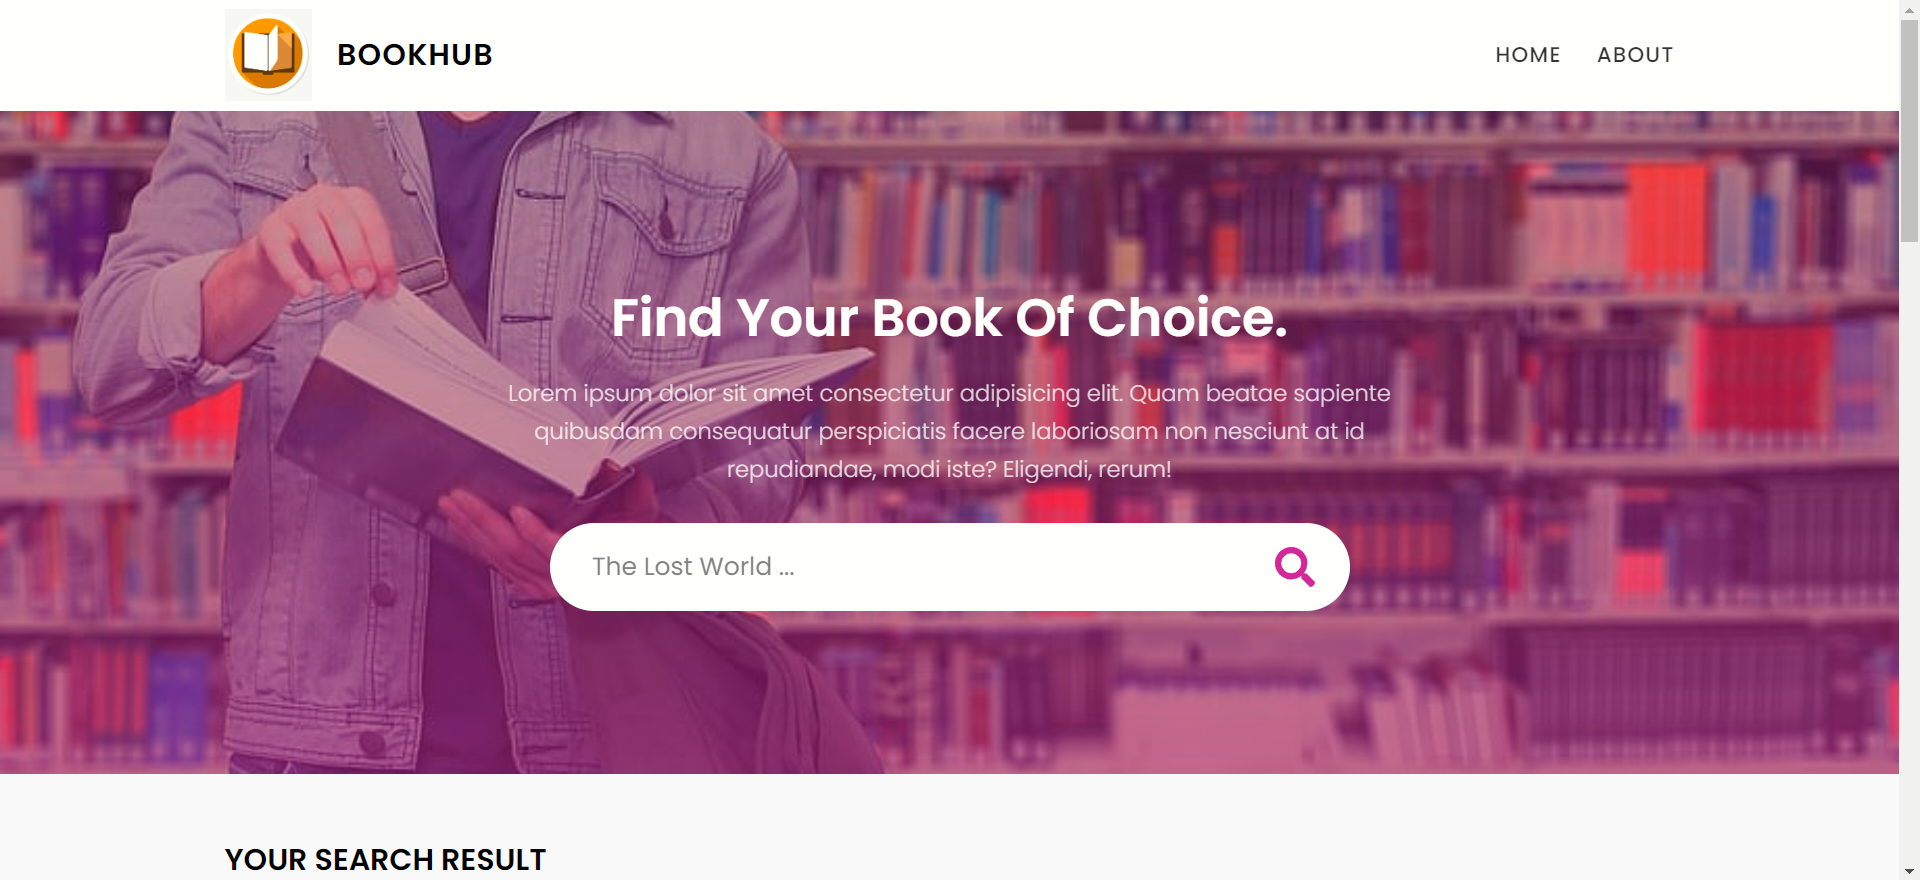 BOOKHUB
HOME
ABOUT
Find Your Book Of Choice.
Lorem ipsum dolor sit amet consectetur adipisicing elit. Quam beatae sapiente
quibusdam consequatur perspiciatis facere laboriosam non nesciunt at id
repudiandae, modi iste? Eligendi, rerum!
The Lost World ...
YOUR SEARCH RESULT